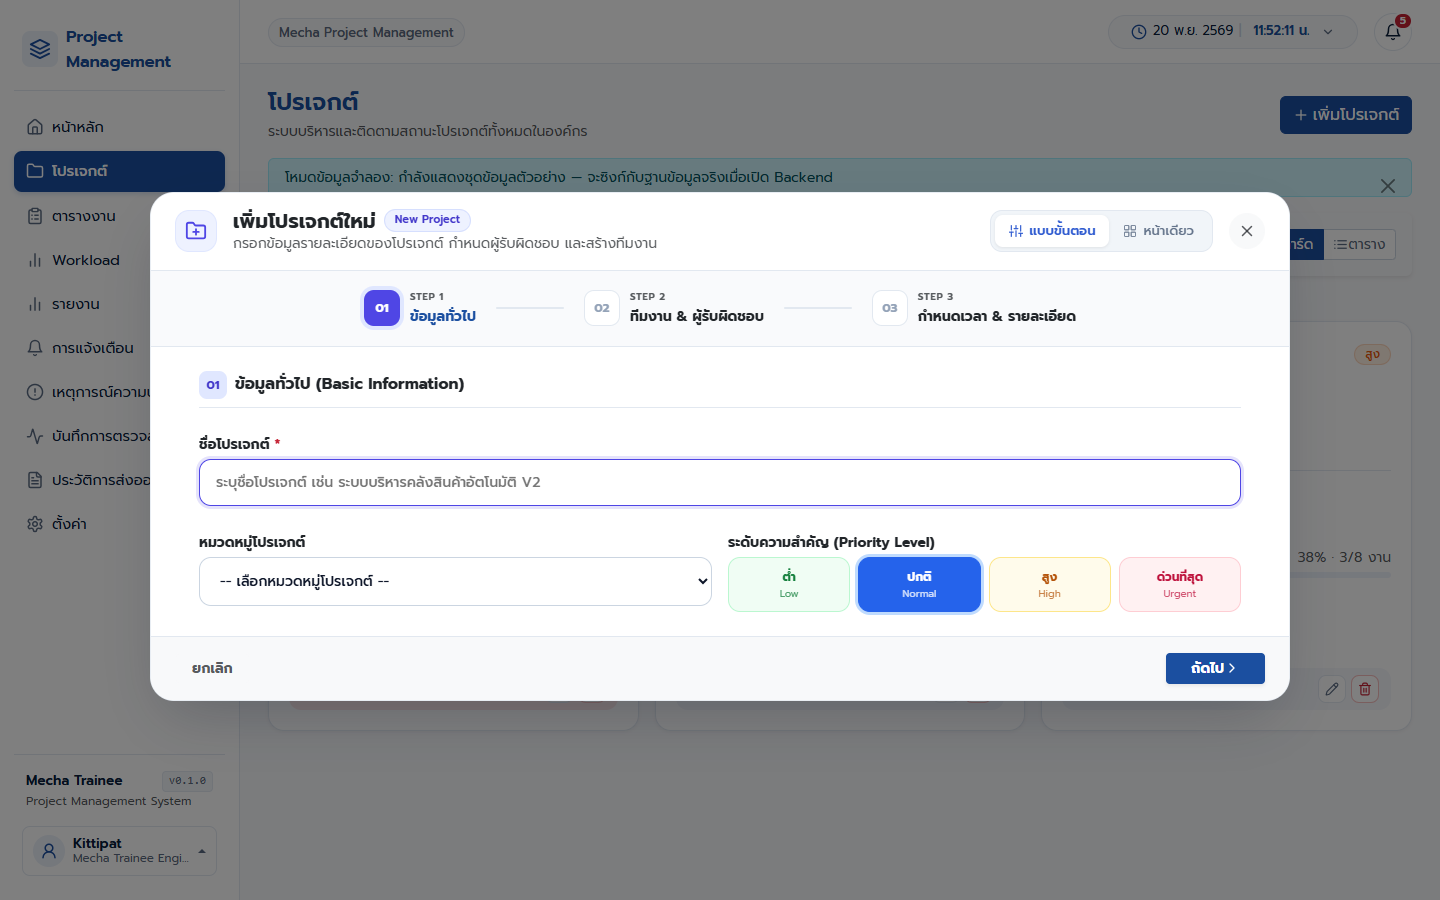 Project
Management
Mecha Project Management
20 พ.ย. 2569 | 11:52:11 น.
5
หน้าหลัก
โปรเจกต์
ตารางงาน
Workload
รายงาน
การแจ้งเตือน
Mecha Trainee
v0.1.0
Project Management System
Kittipat
Mecha Trainee Engi...
โปรเจกต์
ระบบบริหารและติดตามสถานะโปรเจกต์ทั้งหมดในองค์กร
+ เพิ่มโปรเจกต์
โหมดข้อมูลจำลอง: กำลังแสดงชุดข้อมูลตัวอย่าง — จะซิงก์กับฐานข้อมูลจริงเมื่อเปิด Backend
ตาราง
สูง
38% · 3/8 งาน
เพิ่มโปรเจกต์ใหม่
New Project
กรอกข้อมูลรายละเอียดของโปรเจกต์ กำหนดผู้รับผิดชอบ และสร้างทีมงาน
แบบขั้นตอน
หน้าเดียว
01
STEP 1
ข้อมูลทั่วไป
02
STEP 2
ทีมงาน & ผู้รับผิดชอบ
03
STEP 3
กำหนดเวลา & รายละเอียด
01 ข้อมูลทั่วไป (Basic Information)
ชื่อโปรเจกต์ *
ระบุชื่อโปรเจกต์ เช่น ระบบบริหารคลังสินค้าอัตโนมัติ V2
หมวดหมู่โปรเจกต์
-- เลือกหมวดหมู่โปรเจกต์ --
ระดับความสำคัญ (Priority Level)
ต่ำ
Low
ปกติ
Normal
สูง
High
ด่วนที่สุด
Urgent
ยกเลิก
ถัดไป
ตั้งค่า